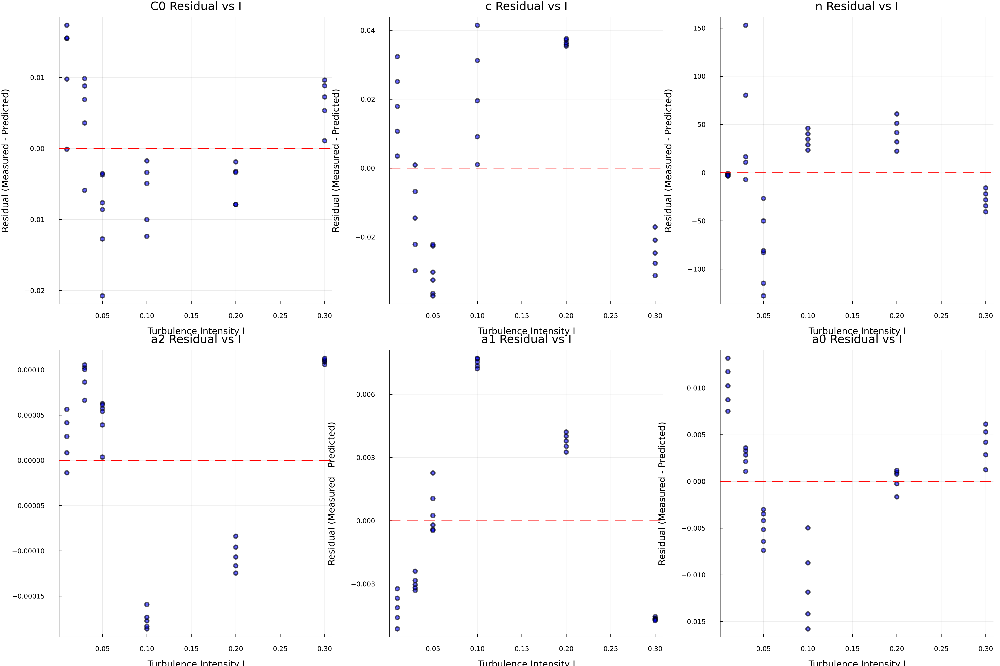 C0 Residual vs I
Residual (Measured - Predicted)
0.01
0.00
−0.01
−0.02
0.05 0.10 0.15 0.20 0.25 0.30
Turbulence Intensity I
c Residual vs I
Residual (Measured - Predicted)
0.04
0.02
0.00
−0.02
0.05 0.10 0.15 0.20 0.25 0.30
Turbulence Intensity I
n Residual vs I
Residual (Measured - Predicted)
150
100
50
0
−50
−100
0.05 0.10 0.15 0.20 0.25 0.30
Turbulence Intensity I
a2 Residual vs I
0.00010
0.00005
0.00000
−0.00005
−0.00010
−0.00015
0.05 0.10 0.15 0.20 0.25 0.30
Turbulence Intensity I
a1 Residual vs I
Residual (Measured - Predicted)
0.006
0.003
0.000
−0.003
0.05 0.10 0.15 0.20 0.25 0.30
Turbulence Intensity I
a0 Residual vs I
Residual (Measured - Predicted)
0.010
0.005
0.000
−0.005
−0.010
−0.015
0.05 0.10 0.15 0.20 0.25 0.30
Turbulence Intensity I